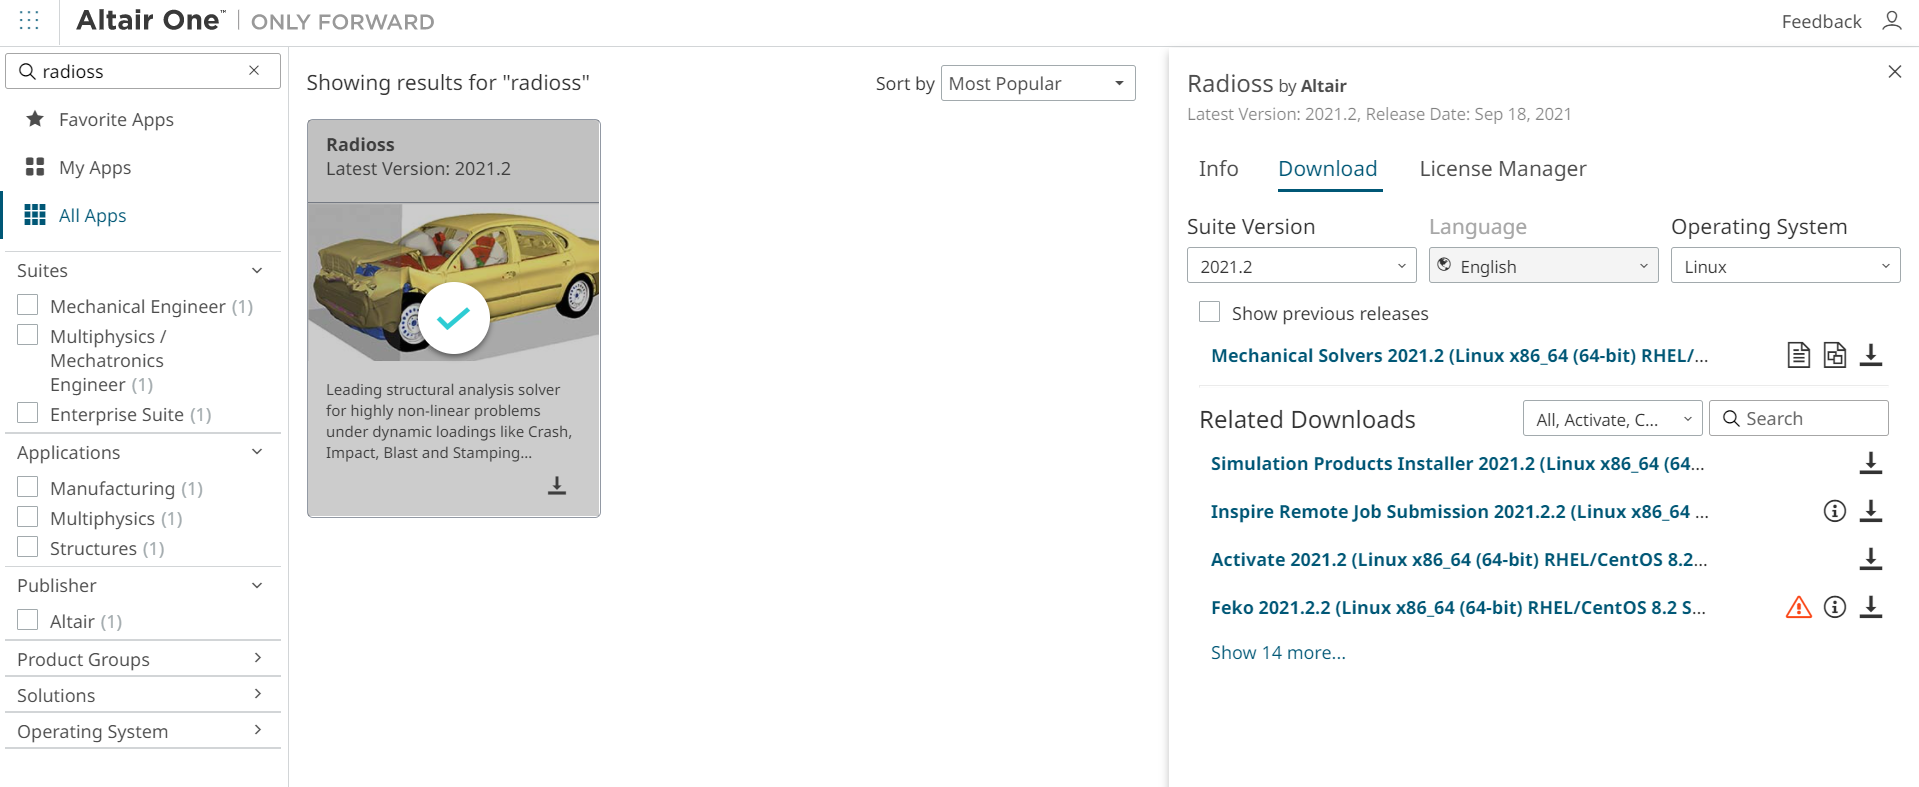 Altair One™ | ONLY FORWARD
Feedback
radioss
Favorite Apps
My Apps
All Apps
Suites
Mechanical Engineer (1)
Multiphysics /
Mechatronics
Engineer (1)
Enterprise Suite (1)
Applications
Manufacturing (1)
Multiphysics (1)
Structures (1)
Publisher
Altair (1)
Product Groups
Solutions
Operating System
Showing results for "radioss"
Sort by Most Popular
Radioss
Latest Version: 2021.2
Leading structural analysis solver
for highly non-linear problems
under dynamic loadings like Crash,
Impact, Blast and Stamping...
Radioss by Altair
Latest Version: 2021.2, Release Date: Sep 18, 2021
Info Download License Manager
Suite Version Language Operating System
2021.2 English Linux
Show previous releases
Mechanical Solvers 2021.2 (Linux x86_64 (64-bit) RHEL/...
Related Downloads All, Activate, C... Search
Simulation Products Installer 2021.2 (Linux x86_64 (64...
Inspire Remote Job Submission 2021.2.2 (Linux x86_64 ...
Activate 2021.2 (Linux x86_64 (64-bit) RHEL/CentOS 8.2...
Feko 2021.2.2 (Linux x86_64 (64-bit) RHEL/CentOS 8.2 S...
Show 14 more...